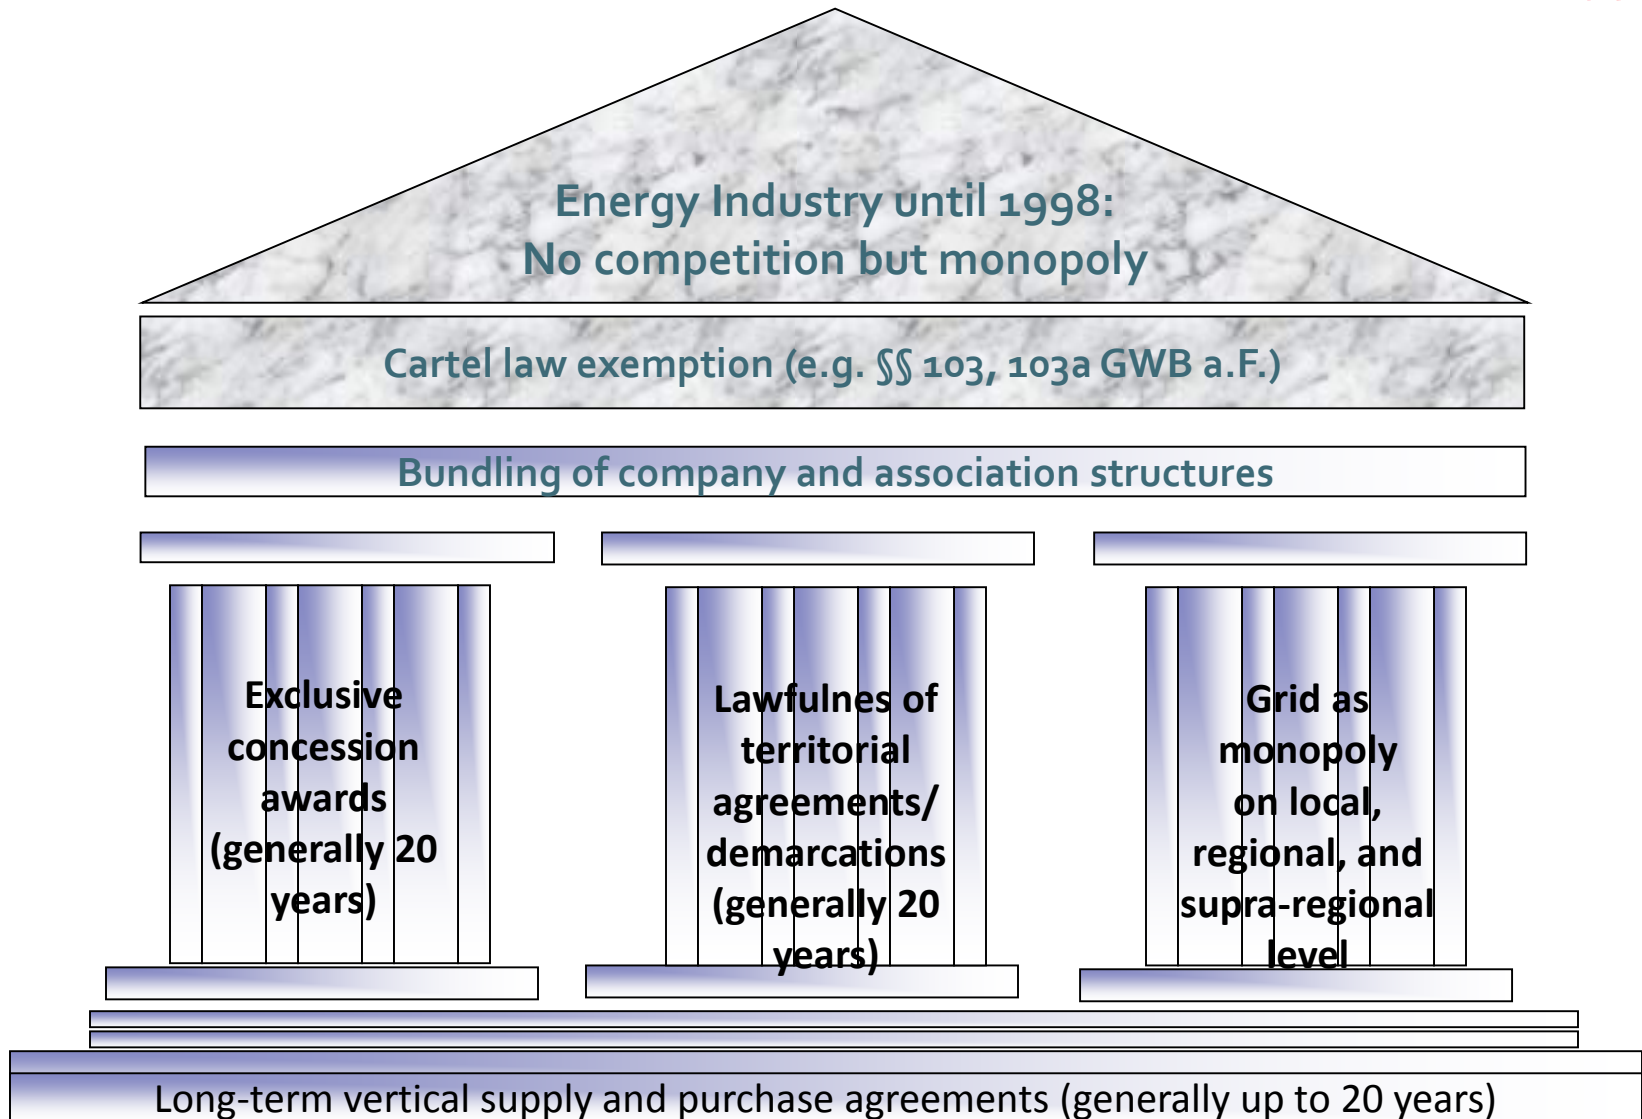 Energy Industry until 1998:
No competition but monopoly
Cartel law exemption (e.g. §§ 103, 103a GWB a.F.)
Bundling of company and association structures
Exclusive
concession
awards
(generally 20
years)
Lawfulnes of
territorial
agreements/
demarcations
(generally 20
years)
Grid as
monopoly
on local,
regional, and
supra-regional
level
Long-term vertical supply and purchase agreements (generally up to 20 years)